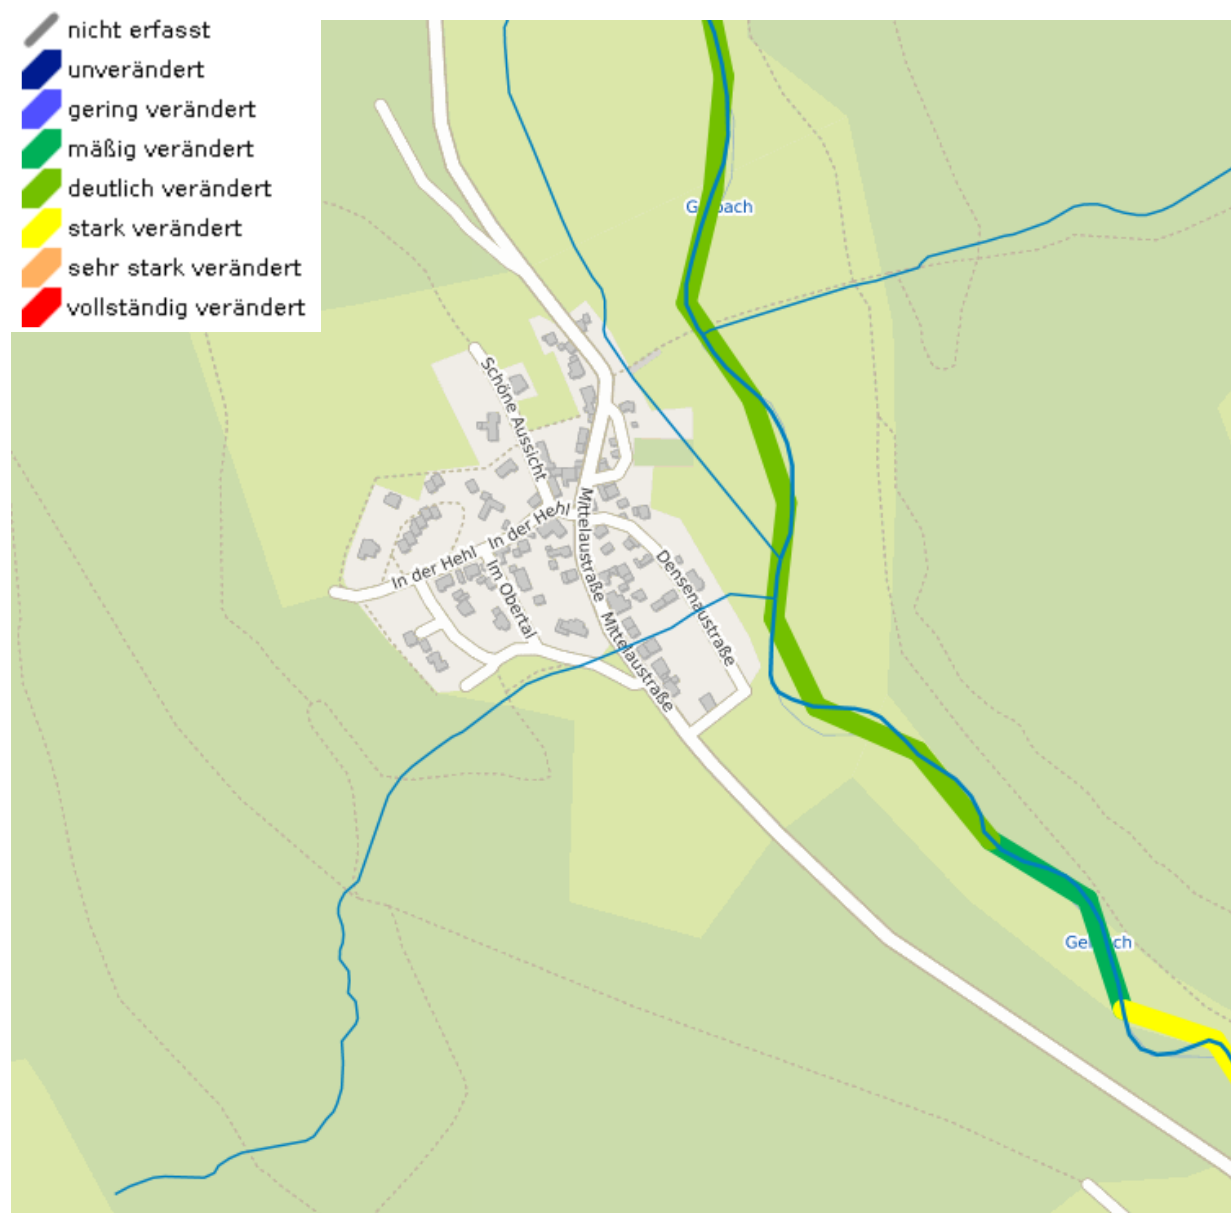 nicht erfasst
unverändert
gering verändert
mäßig verändert
deutlich verändert
stark verändert
sehr stark verändert
vollständig verändert
Schöne Aussicht
Mittelaustraße
In der Hehl
In der Hehl
Im Obertal
Densenaustraße
Mittelaustraße